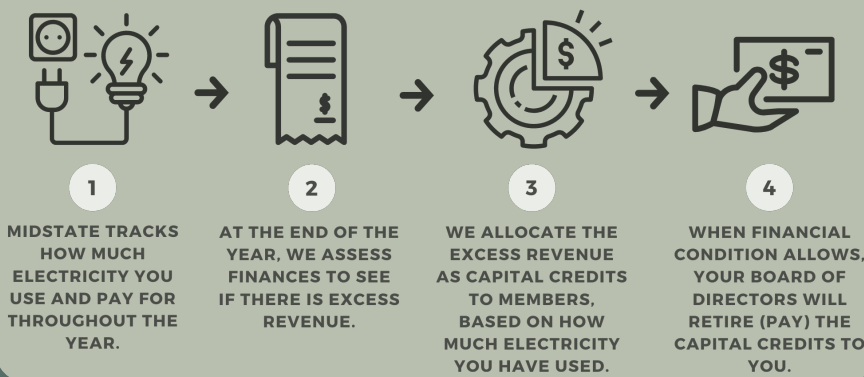 $
$
$
1
MIDSTATE TRACKS
HOW MUCH
ELECTRICITY YOU
USE AND PAY FOR
THROUGHOUT THE
YEAR.
2
AT THE END OF THE
YEAR, WE ASSESS
FINANCES TO SEE
IF THERE IS EXCESS
REVENUE.
3
WE ALLOCATE THE
EXCESS REVENUE
AS CAPITAL CREDITS
TO MEMBERS,
BASED ON HOW
MUCH ELECTRICITY
YOU HAVE USED.
4
WHEN FINANCIAL
CONDITION ALLOWS,
YOUR BOARD OF
DIRECTORS WILL
RETIRE (PAY) THE
CAPITAL CREDITS TO
YOU.